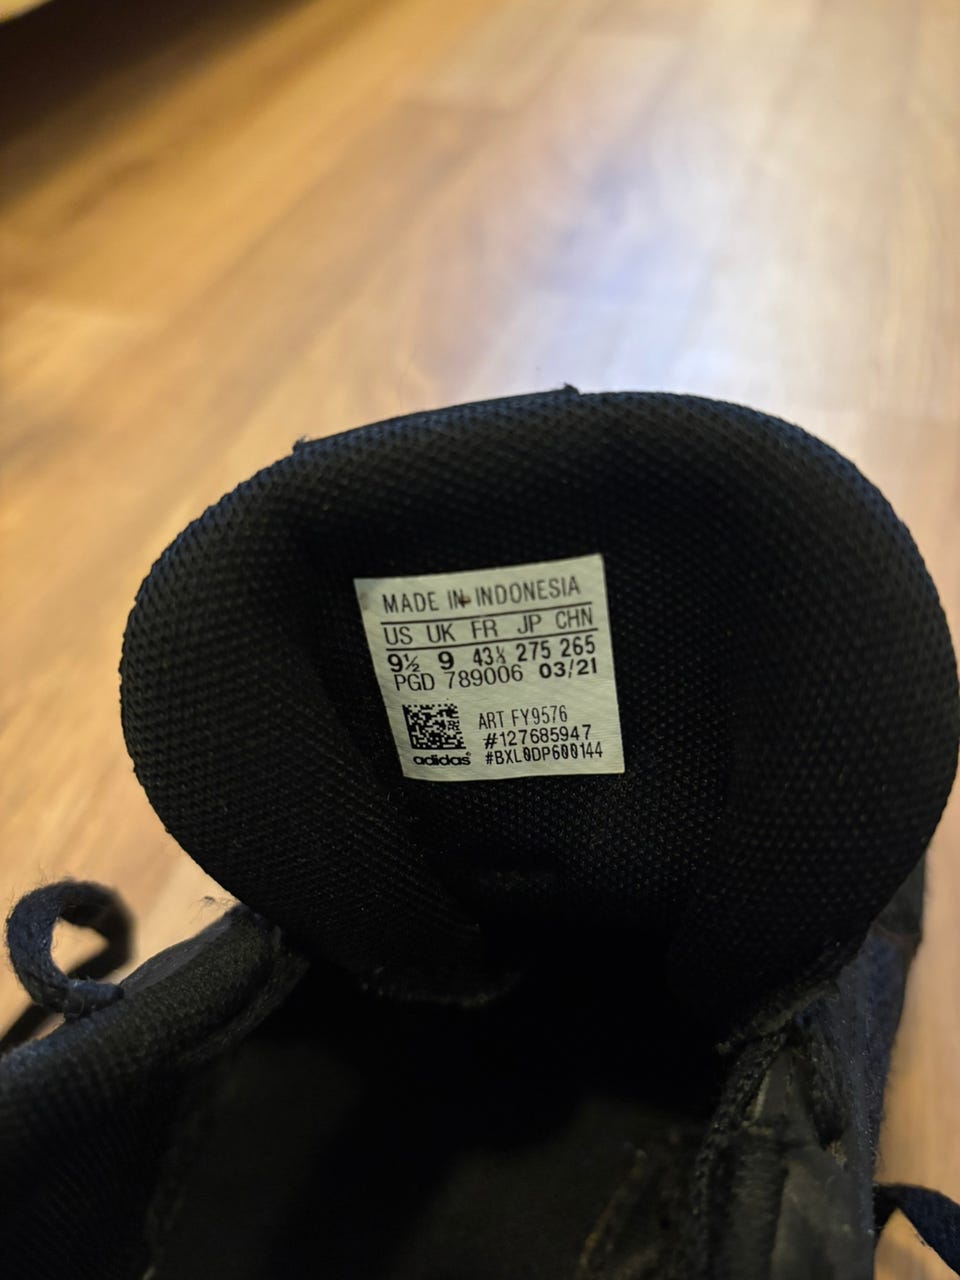 MADE IN INDONESIA
US UK FR JP CHN
9½ 9 43⅓ 275 265
PGD 789006 03/21
ART FY9576
#127685947
adidas #BXL0DP600144